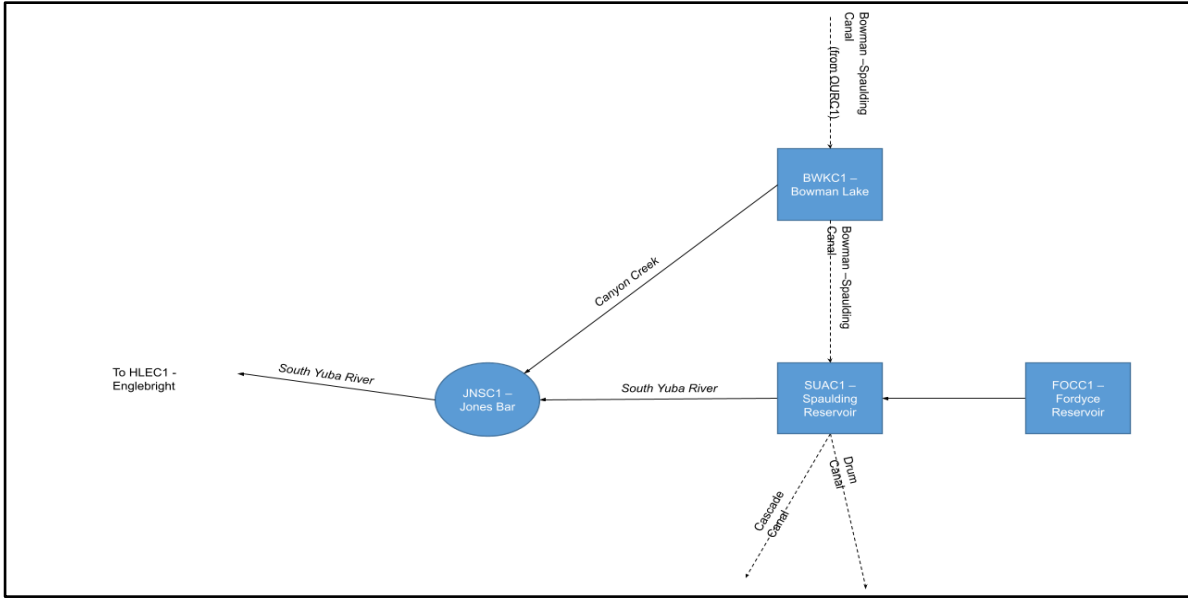 Bowman –Spaulding
Canal
(from OURC1)
BWKC1 –
Bowman Lake
Bowman –Spaulding
Canal
Canyon Creek
To HLEC1 -
Englebright
South Yuba River
JNSC1 –
Jones Bar
South Yuba River
SUAC1 –
Spaulding
Reservoir
FOCC1 –
Fordyce
Reservoir
Cascade
Canal
Drum
Canal